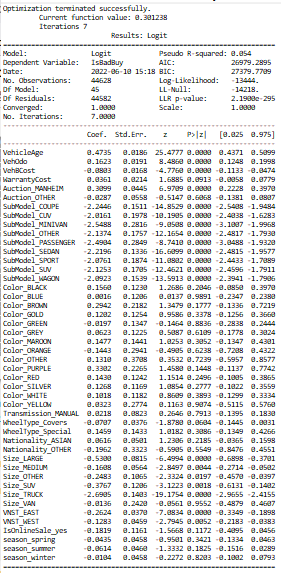 Optimization terminated successfully.
Current function value: 0.301238
Iterations 7
Results: Logit
Model: Logit Pseudo R-squared: 0.054
Dependent Variable: IsBadBuy AIC: 26979.2895
Date: 2022-06-10 15:18 BIC: 27379.7709
No. Observations: 44628 Log-Likelihood: -13444.
Df Model: 45 LL-Null: -14218.
Df Residuals: 44582 LLR p-value: 2.1900e-295
Converged: 1.0000 Scale: 1.0000
No. Iterations: 7.0000
Coef. Std.Err. z P>|z| [0.025 0.975]
VehicleAge 0.4735 0.0186 25.4777 0.0000 0.4371 0.5099
VehOdo 0.1623 0.0191 8.4860 0.0000 0.1248 0.1998
VehBCost -0.0803 0.0168 -4.7760 0.0000 -0.1133 -0.0474
WarrantyCost 0.0361 0.0214 1.6885 0.0913 -0.0058 0.0779
Auction_MANHEIM 0.3099 0.0445 6.9709 0.0000 0.2228 0.3970
Auction_OTHER -0.0287 0.0558 -0.5147 0.6068 -0.1381 0.0807
SubModel_COUPE -2.2446 0.1511 -14.8529 0.0000 -2.5408 -1.9484
SubModel_CUV -2.0161 0.1978 -10.1905 0.0000 -2.4038 -1.6283
SubModel_MINIVAN -2.5488 0.2816 -9.0508 0.0000 -3.1007 -1.9968
SubModel_OTHER -2.1374 0.1757 -12.1654 0.0000 -2.4817 -1.7930
SubModel_PASSENGER -2.4904 0.2849 -8.7410 0.0000 -3.0488 -1.9320
SubModel_SEDAN -2.2196 0.1336 -16.6099 0.0000 -2.4815 -1.9577
SubModel_SPORT -2.0761 0.1874 -11.0802 0.0000 -2.4433 -1.7089
SubModel_SUV -2.1253 0.1705 -12.4621 0.0000 -2.4596 -1.7911
SubModel_WAGON -2.0923 0.1539 -13.5913 0.0000 -2.3941 -1.7906
Color_BLACK 0.1560 0.1230 1.2686 0.2046 -0.0850 0.3970
Color_BLUE 0.0016 0.1206 0.0137 0.9891 -0.2347 0.2380
Color_BROWN 0.2942 0.2182 1.3479 0.1777 -0.1336 0.7219
Color_GOLD 0.1202 0.1254 0.9586 0.3378 -0.1256 0.3660
Color_GREEN -0.0197 0.1347 -0.1464 0.8836 -0.2838 0.2444
Color_GREY 0.0623 0.1225 0.5087 0.6109 -0.1778 0.3024
Color_MAROON 0.1477 0.1441 1.0253 0.3052 -0.1347 0.4301
Color_ORANGE -0.1443 0.2941 -0.4905 0.6238 -0.7208 0.4322
Color_OTHER 0.1310 0.3708 0.3532 0.7239 -0.5957 0.8577
Color_PURPLE 0.3302 0.2265 1.4580 0.1448 -0.1137 0.7742
Color_RED 0.1430 0.1242 1.1514 0.2496 -0.1005 0.3865
Color_SILVER 0.1268 0.1169 1.0854 0.2777 -0.1022 0.3559
Color_WHITE 0.1018 0.1182 0.8609 0.3893 -0.1299 0.3334
Color_YELLOW 0.0323 0.2774 0.1163 0.9074 -0.5115 0.5760
Transmission_MANUAL 0.0218 0.0823 0.2646 0.7913 -0.1395 0.1830
WheelType_Covers -0.0707 0.0376 -1.8780 0.0604 -0.1445 0.0031
WheelType_Special 0.1459 0.1433 1.0182 0.3086 -0.1349 0.4266
Nationality_ASIAN 0.0616 0.0501 1.2306 0.2185 -0.0365 0.1598
Nationality_OTHER -0.1962 0.3323 -0.5905 0.5549 -0.8476 0.4551
Size_LARGE -0.5300 0.0815 -6.4994 0.0000 -0.6898 -0.3701
Size_MEDIUM -0.1608 0.0564 -2.8497 0.0044 -0.2714 -0.0502
Size_OTHER -0.2483 0.1065 -2.3324 0.0197 -0.4570 -0.0397
Size_SUV -0.3767 0.1206 -3.1223 0.0018 -0.6131 -0.1402
Size_TRUCK -2.6905 0.1403 -19.1754 0.0000 -2.9655 -2.4155
Size_VAN -0.0136 0.2420 -0.0561 0.9552 -0.4879 0.4607
VNST_EAST -0.2624 0.0370 -7.0834 0.0000 -0.3349 -0.1898
VNST_WEST -0.1283 0.0459 -2.7945 0.0052 -0.2183 -0.0383
IsOnlineSale_yes 0.1819 0.1161 -1.5668 0.1172 -0.4095 0.0456
season_spring -0.0435 0.0458 -0.9501 0.3421 -0.1334 0.0463
season_summer -0.0614 0.0460 -1.3332 0.1825 -0.1516 0.0289
season_winter -0.0104 0.0458 -0.2272 0.8203 -0.1002 0.0793